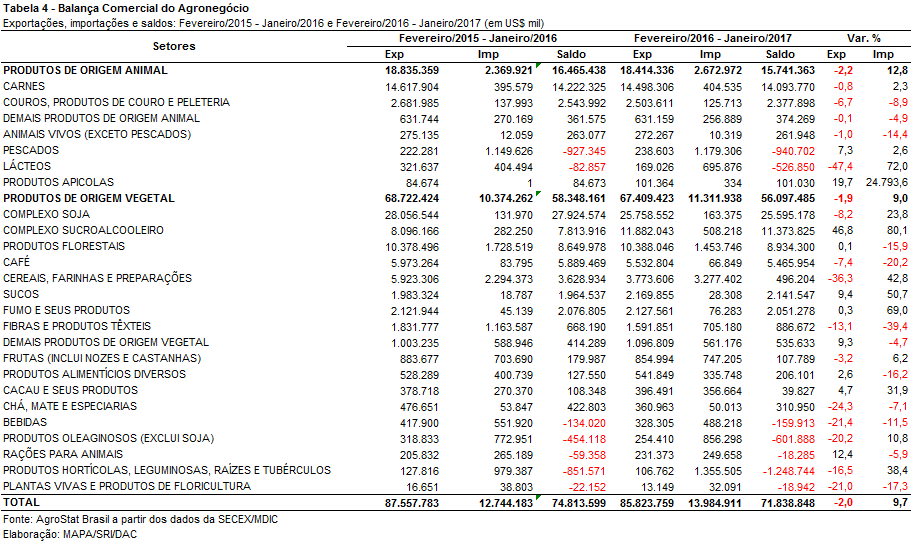 Tabela 4 - Balança Comercial do Agronegócio
Exportações, importações e saldos: Fevereiro/2015 - Janeiro/2016 e Fevereiro/2016 - Janeiro/2017 (em US$ mil)
Setores Fevereiro/2015 - Janeiro/2016 Fevereiro/2016 - Janeiro/2017 Var. %
Exp Imp Saldo Exp Imp Saldo Exp Imp
PRODUTOS DE ORIGEM ANIMAL 18.835.359 2.369.921 16.465.438 18.414.336 2.672.972 15.741.363 -2,2 12,8
CARNES 14.617.904 395.579 14.222.325 14.498.306 404.535 14.093.770 -0,8 2,3
COUROS, PRODUTOS DE COURO E PELETERIA 2.681.985 137.993 2.543.992 2.503.611 125.713 2.377.898 -6,7 -8,9
DEMAIS PRODUTOS DE ORIGEM ANIMAL 631.744 270.169 361.575 631.159 256.889 374.269 -0,1 -4,9
ANIMAIS VIVOS (EXCETO PESCADOS) 275.135 12.059 263.077 272.267 10.319 261.948 -1,0 -14,4
PESCADOS 222.281 1.149.626 -927.345 238.603 1.179.306 -940.702 7,3 2,6
LÁCTEOS 321.637 404.494 -82.857 169.026 695.876 -526.850 -47,4 72,0
PRODUTOS APICOLAS 84.674 1 84.673 101.364 334 101.030 19,7 24.793,6
PRODUTOS DE ORIGEM VEGETAL 68.722.424 10.374.262 58.348.161 67.409.423 11.311.938 56.097.485 -1,9 9,0
COMPLEXO SOJA 28.056.544 131.970 27.924.574 25.758.552 163.375 25.595.178 -8,2 23,8
COMPLEXO SUCROALCOOLEIRO 8.096.166 282.250 7.813.916 11.882.043 508.218 11.373.825 46,8 80,1
PRODUTOS FLORESTAIS 10.378.496 1.728.519 8.649.978 10.388.046 1.453.746 8.934.300 0,1 -15,9
CAFÉ 5.973.264 83.795 5.889.469 5.532.804 66.849 5.465.954 -7,4 -20,2
CEREAIS, FARINHAS E PREPARAÇÕES 5.923.306 2.294.373 3.628.934 3.773.606 3.277.402 496.204 -36,3 42,8
SUCOS 1.983.324 18.787 1.964.537 2.169.855 28.308 2.141.547 9,4 50,7
FUMO E SEUS PRODUTOS 2.121.944 45.139 2.076.805 2.127.561 76.283 2.051.278 0,3 69,0
FIBRAS E PRODUTOS TÊXTEIS 1.831.777 1.163.587 668.190 1.591.851 705.180 886.672 -13,1 -39,4
DEMAIS PRODUTOS DE ORIGEM VEGETAL 1.003.235 588.946 414.289 1.096.809 561.176 535.633 9,3 -4,7
FRUTAS (INCLUI NOZES E CASTANHAS) 883.677 703.690 179.987 854.994 747.205 107.789 -3,2 6,2
PRODUTOS ALIMENTÍCIOS DIVERSOS 528.289 400.739 127.550 541.849 335.748 206.101 2,6 -16,2
CACAU E SEUS PRODUTOS 378.718 270.370 108.348 396.491 356.664 39.827 4,7 31,9
CHÁ, MATE E ESPECIARIAS 476.651 53.847 422.803 360.963 50.013 310.950 -24,3 -7,1
BEBIDAS 417.900 551.920 -134.020 328.305 488.218 -159.913 -21,4 -11,5
PRODUTOS OLEAGINOSOS (EXCLUI SOJA) 318.833 772.951 -454.118 254.410 856.298 -601.888 -20,2 10,8
RAÇÕES PARA ANIMAIS 205.832 265.189 -59.358 231.373 249.658 -18.285 12,4 -5,9
PRODUTOS HORTÍCOLAS, LEGUMINOSAS, RAÍZES E TUBÉRCULOS 127.816 979.387 -851.571 106.762 1.355.505 -1.248.744 -16,5 38,4
PLANTAS VIVAS E PRODUTOS DE FLORICULTURA 16.651 38.803 -22.152 13.149 32.091 -18.942 -21,0 -17,3
TOTAL 87.557.783 12.744.183 74.813.599 85.823.759 13.984.911 71.838.848 -2,0 9,7
Fonte: AgroStat Brasil a partir dos dados da SECEX/MDIC
Elaboração: MAPA/SRI/DAC